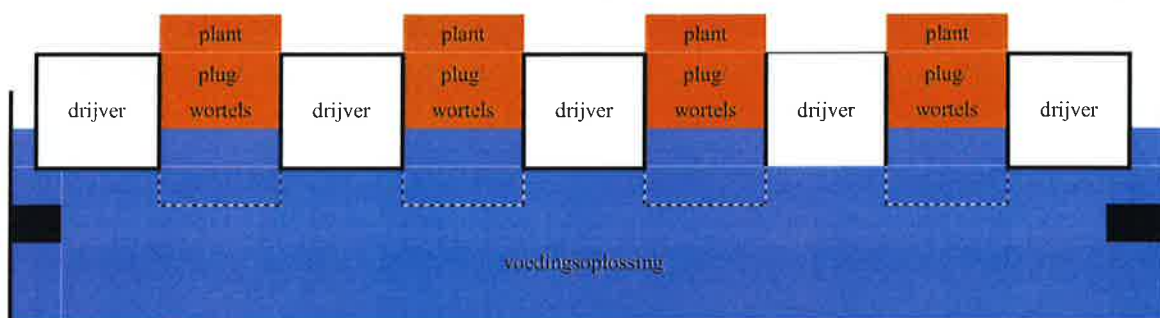 plant plant plant plant
plug/ plug/ plug/ plug/
drijver wortels drijver wortels drijver wortels drijver wortels drijver
voedingsoplossing